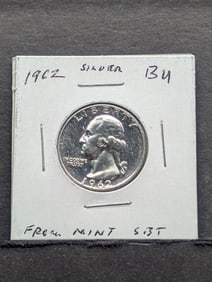 1962 SILVER BU
LIBERTY
IN GOD
WE TRUST
1962
FROM MINT SET